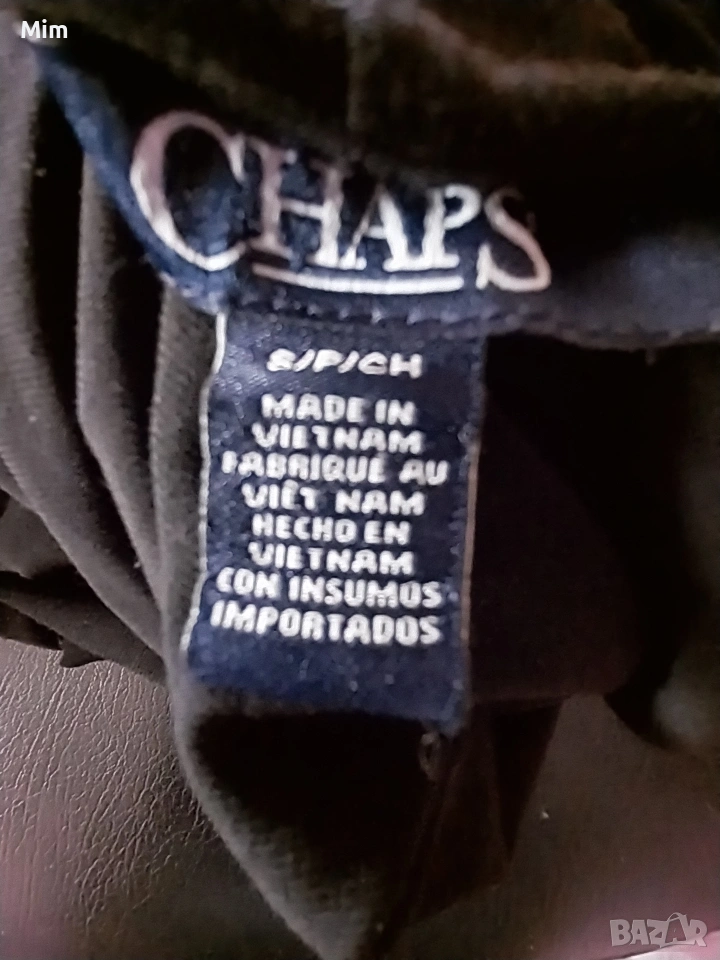 Mim
CHAPS
S/P/CH
MADE IN
VIETNAM
FABRIQUÉ AU
VIÊT NAM
HECHO EN
VIETNAM
CON INSUMOS
IMPORTADOS
BAZAR